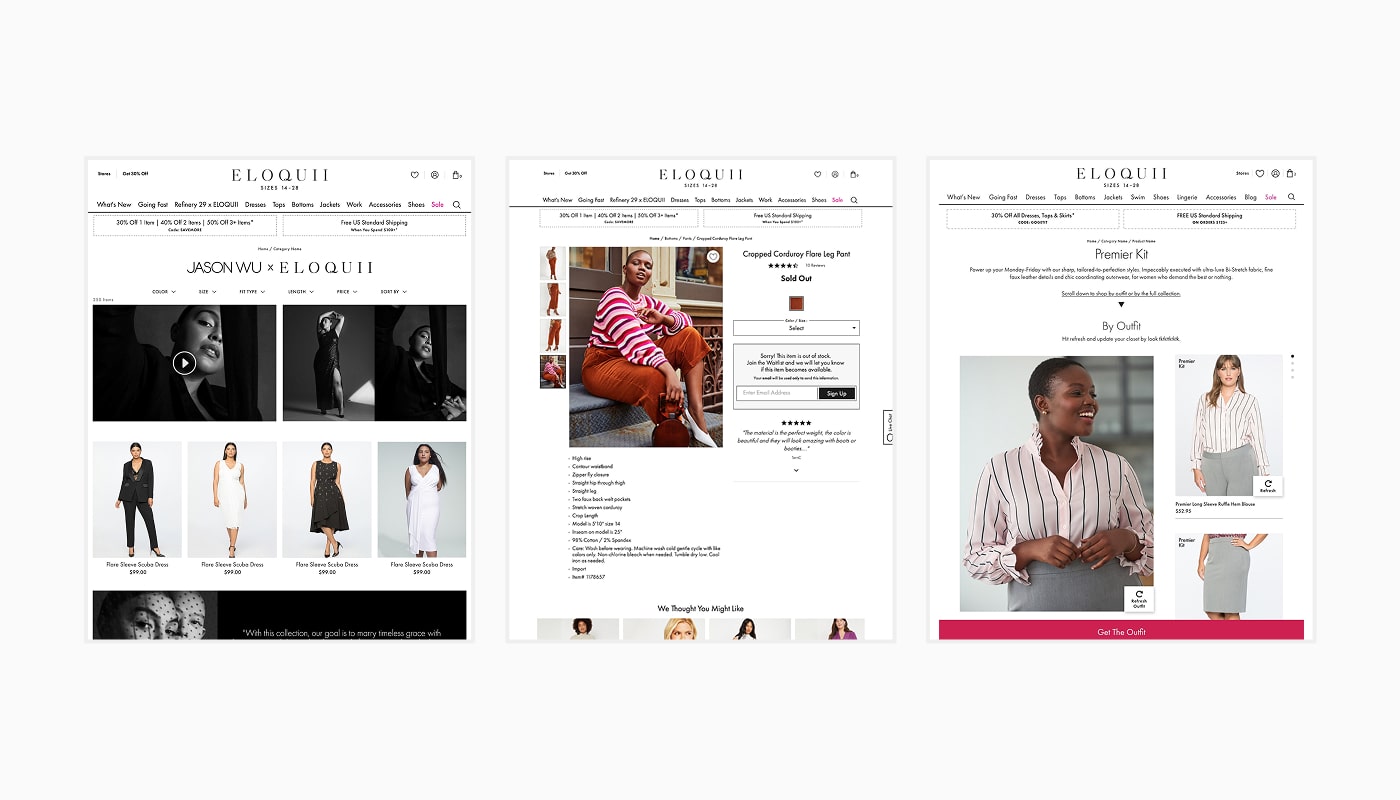 Stores
Get 30% Off
ELOQUII
SIZES 14-28
What's New Going Fast Refinery 29 x ELOQUII Dresses Tops Bottoms Jackets Work Accessories Shoes Sale
30% Off 1 Item | 40% Off 2 Items | 50% Off 3+ Items*
Code: SAVEMORE
Free US Standard Shipping
When You Spend $100+*
Home / Category Name
JASON WU x ELOQUII
COLOR SIZE FIT TYPE LENGTH PRICE SORT BY
Items
Flare Sleeve Scuba Dress
$99.00
Flare Sleeve Scuba Dress
$99.00
Flare Sleeve Scuba Dress
$99.00
Flare Sleeve Scuba Dress
$99.00
"With this collection, our goal is to marry timeless grace with
Stores
Get 30% Off
ELOQUII
SIZES 14-28
What's New Going Fast Refinery 29 x ELOQUII Dresses Tops Bottoms Jackets Work Accessories Shoes Sale
30% Off 1 Item | 40% Off 2 Items | 50% Off 3+ Items*
Code: SAVEMORE
Free US Standard Shipping
When You Spend $100+*
Home / Bottoms / Pants / Cropped Corduroy Flare Leg Pant
Cropped Corduroy Flare Leg Pant
10 Reviews
Sold Out
Color / Size:
Select
Sorry! This item is out of stock.
Join the Waitlist and we will let you know
if this item becomes available.
Your email will be used only to send this information.
Enter Email Address
Sign Up
Live Chat
"The material is the perfect weight, the color is
beautiful and they will look amazing with boots or
booties..."
- High rise
- Contour waistband
- Zipper fly closure
- Straight hip through thigh
- Straight leg
- Two faux back welt pockets
- Stretch woven corduroy
- Crop Length
- Model is 5'10" size 14
- Inseam on model is 25"
- 98% Cotton / 2% Spandex
- Care: Wash before wearing. Machine wash cold gentle cycle with like
colors only. Non-chlorine bleach when needed. Tumble dry low. Cool
iron as needed.
- Import
- Item# 1178657
We Thought You Might Like
Stores
ELOQUII
SIZES 14-28
What's New Going Fast Dresses Tops Bottoms Jackets Swim Shoes Lingerie Accessories Blog Sale
30% Off All Dresses, Tops & Skirts*
CODE: GOGIFIT
FREE US Standard Shipping
ON ORDERS $125+
Home / Category Name / Product Name
Premier Kit
Power up your Monday-Friday with our sharp, tailored-to-perfection styles. Impeccably executed with ultra-luxe Bi-Stretch fabric, fine
faux leather details and chic coordinating outerwear, for women who demand the best or nothing.
Scroll down to shop by outfit or by the full collection.
By Outfit
Hit refresh and update your closet by look tktktktktk.
Refresh
Outfit
Premier
Kit
Refresh
Premier Long Sleeve Ruffle Hem Blouse
$52.95
Premier
Kit
Get The Outfit